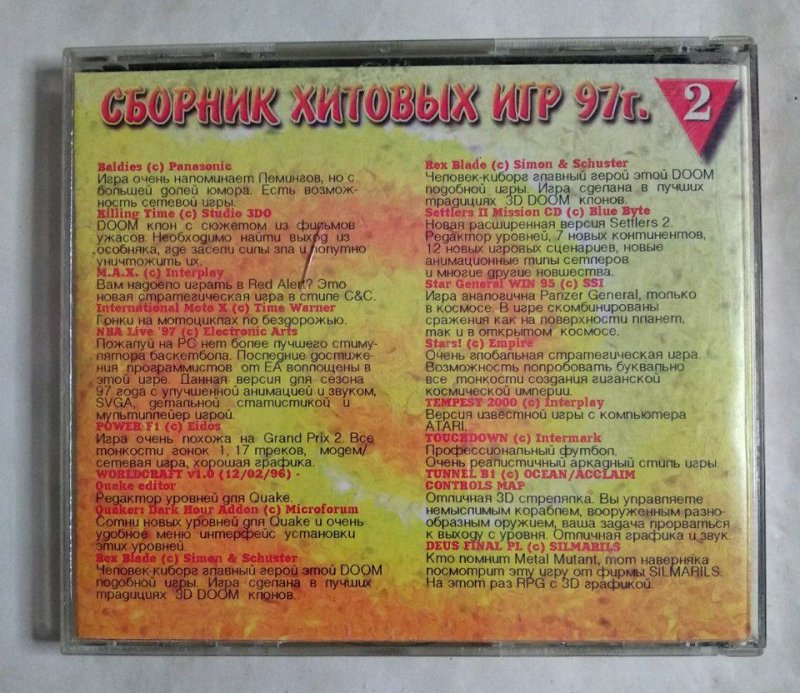 СБОРНИК ХИТОВЫХ ИГР 97г.
2
Baldies (c) Panasonic
Игра очень напоминает Лемингов, но с
большей долей юмора. Есть возмож-
ность сетевой игры.
Killing Time (c) Studio 3DO
DOOM клон с сюжетом из фильмов
ужасов. Необходимо найти выход из
особняка, где засели силы зла и попутно
уничтожить их.
M.A.X. (c) Interplay
Вам надоело играть в Red Alert? Это
новая стратегическая игра в стиле C&C.
International Moto X (c) Time Warner
Гонки на мотоциклах по бездорожью.
NBA Live '97 (c) Electronic Arts
Пожалуй на PC нет более лучшего стиму-
лятора баскетбола. Последние достиже-
ния программистов от EA воплощены в
этой игре. Данная версия для сезона
97 года с улучшенной анимацией и звуком,
SVGA, детальной статистикой и
мультиплейер игрой.
POWER F1 (c) Eidos
Игра очень похожа на Grand Prix 2. Все
тонкости гонок 1, 17 треков, модем/
сетевая игра, хорошая графика.
WORLDCRAFT v1.0 (12/02/96) -
Quake editor
Редактор уровней для Quake.
Quaker: Dark Hour Addon (c) Microforum
Сотни новых уровней для Quake и очень
удобное меню интерфейс установки
этих уровней.
Rex Blade (c) Simon & Schuster
Человек-киборг главный герой этой DOOM
подобной игры. Игра сделана в лучших
традициях 3D DOOM клонов.
Rex Blade (c) Simon & Schuster
Человек-киборг главный герой этой DOOM
подобной игры. Игра сделана в лучших
традициях 3D DOOM клонов.
Settlers II Mission CD (c) Blue Byte
Новая расширенная версия Settlers 2.
Редактор уровней, 7 новых континентов,
12 новых игровых сценариев, новые
анимационные типы сетлеров
и многие другие новшества.
Star General WIN 95 (c) SSI
Игра аналогична Panzer General, только
в космосе. В игре скомбинированы
сражения как на поверхности планет,
так и в открытом космосе.
Stars! (c) Empire
Очень глобальная стратегическая игра.
Возможность попробовать буквально
все тонкости создания гиганской
космической империи.
TEMPEST 2000 (c) Interplay
Версия известной игры с компьютера
ATARI.
TOUCHDOWN (c) Intermark
Профессиональный футбол.
Очень реалистичный аркадный стиль игры.
TUNNEL B1 (c) OCEAN/ACCLAIM
CONTROLS MAP
Отличная 3D стрелялка. Вы управляете
немыслимым кораблем, вооруженным разно-
образным оружием, ваша задача прорваться
к выходу с уровня. Отличная графика и звук.
DEUS FINAL PL (c) SILMARILS
Кто помнит Metal Mutant, тот наверняка
посмотрит эту игру от фирмы SILMARILS.
На этот раз RPG с 3D графикой.